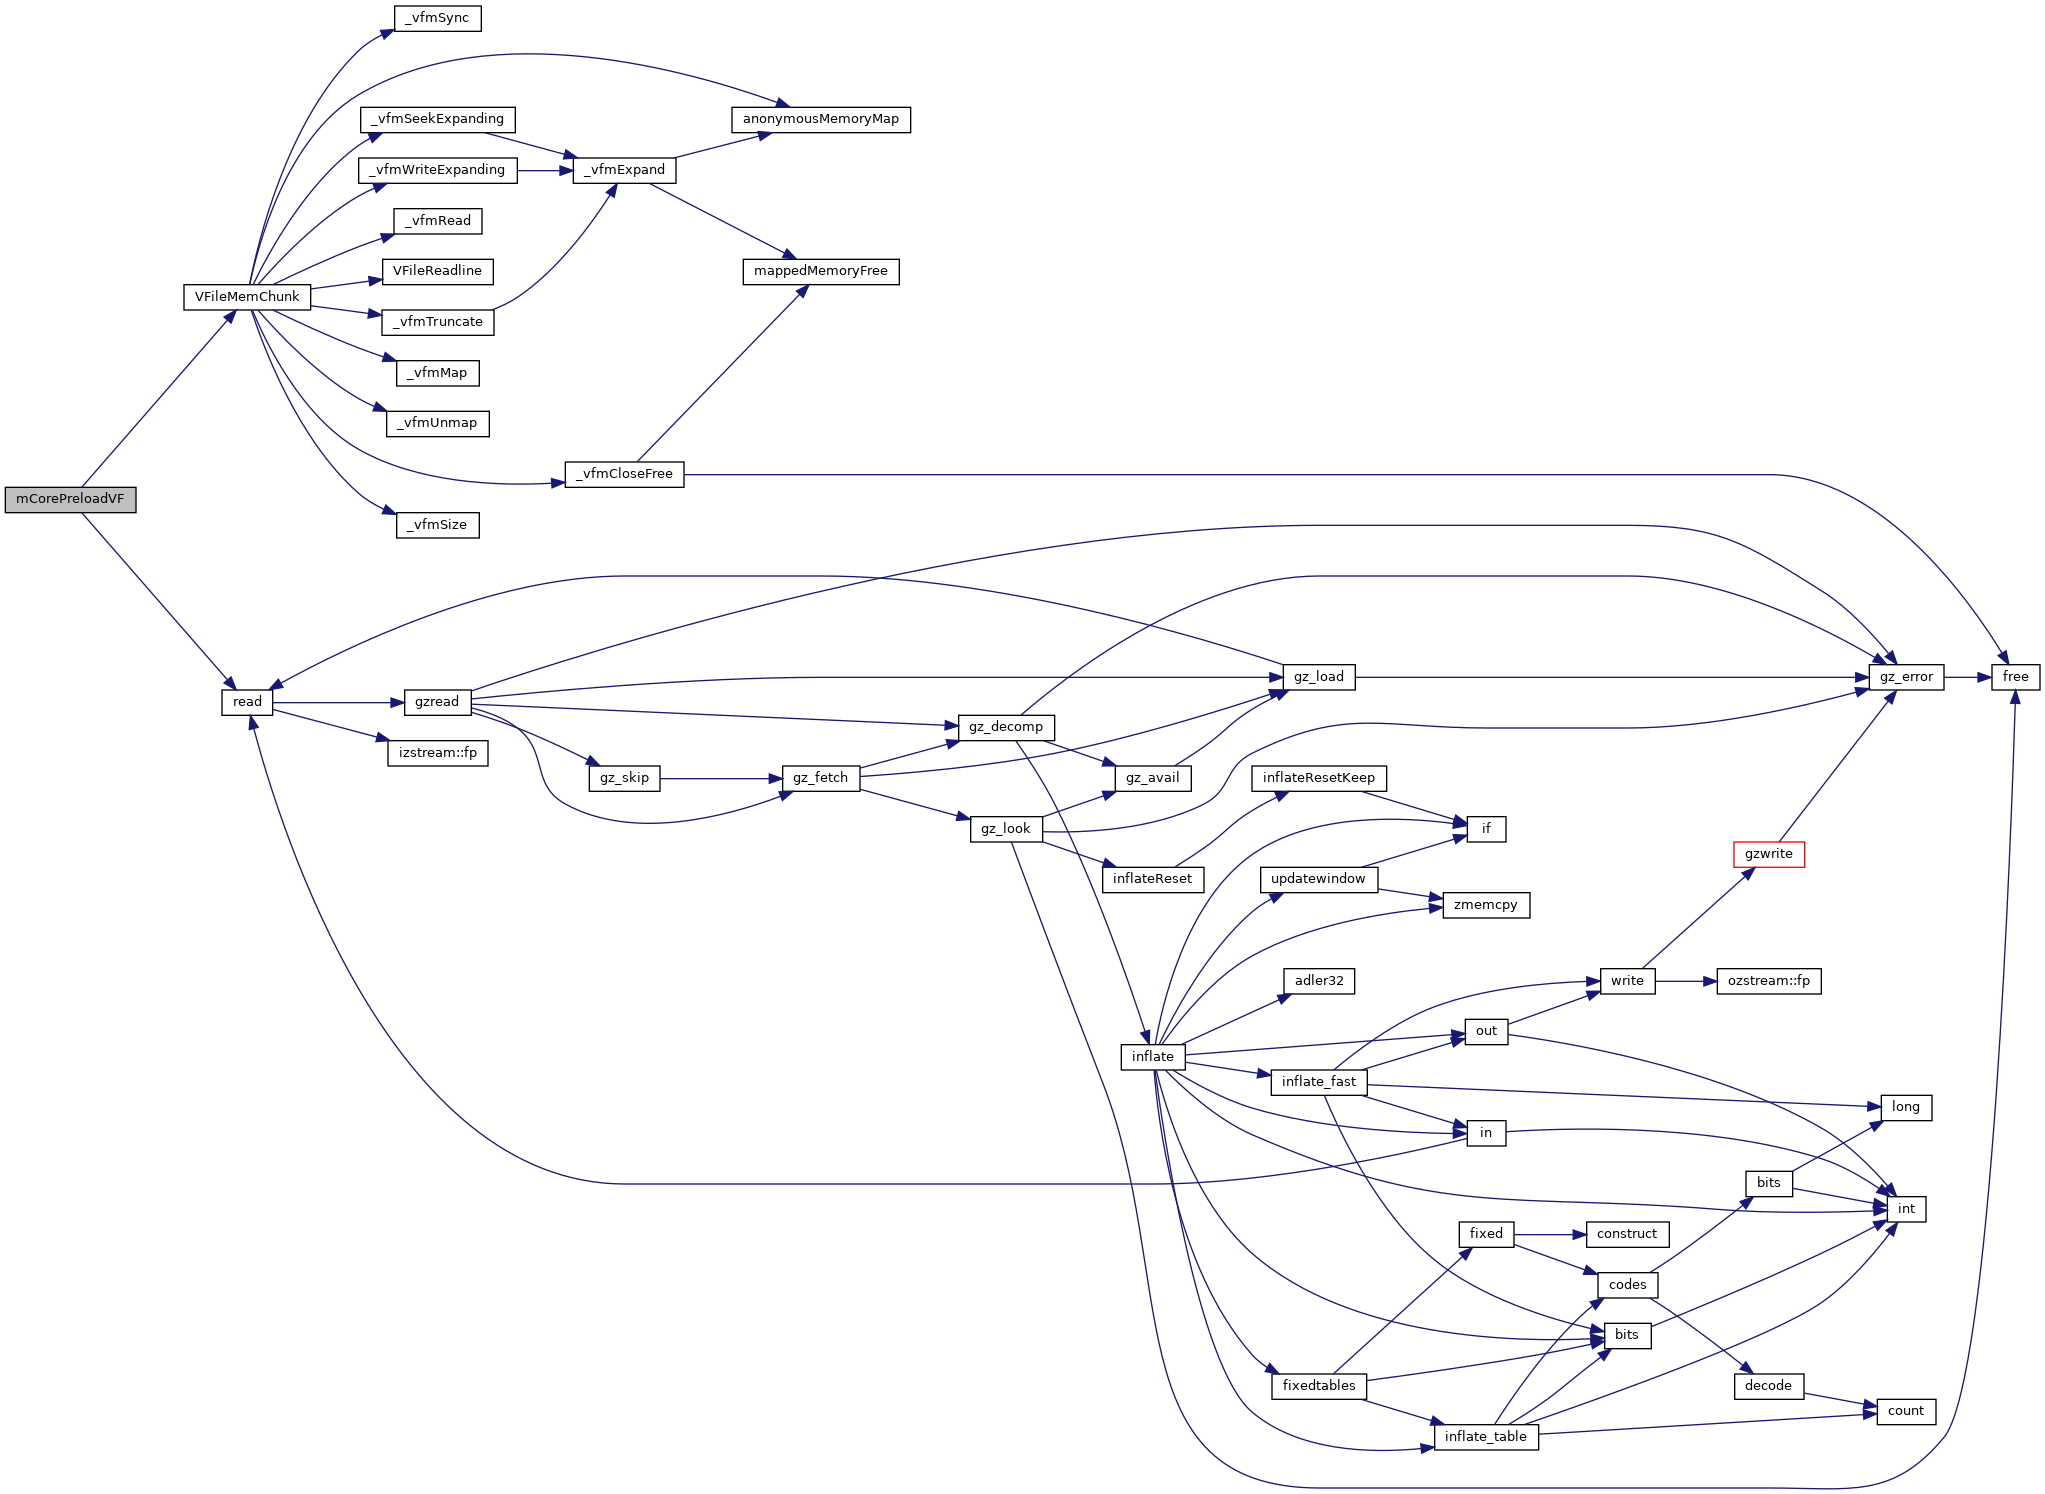 _vfmSync
_vfmSeekExpanding
anonymousMemoryMap
_vfmWriteExpanding
_vfmExpand
_vfmRead
VFileReadline
mappedMemoryFree
VFileMemChunk
_vfmTruncate
_vfmMap
_vfmUnmap
_vfmCloseFree
mCorePreloadVF
_vfmSize
gz_load
gz_error
free
read
gzread
gz_decomp
izstream::fp
gz_skip
gz_fetch
gz_avail
inflateResetKeep
gz_look
if
gzwrite
inflateReset
updatewindow
zmemcpy
adler32
write
ozstream::fp
out
inflate
inflate_fast
long
in
bits
int
fixed
construct
codes
bits
fixedtables
decode
count
inflate_table